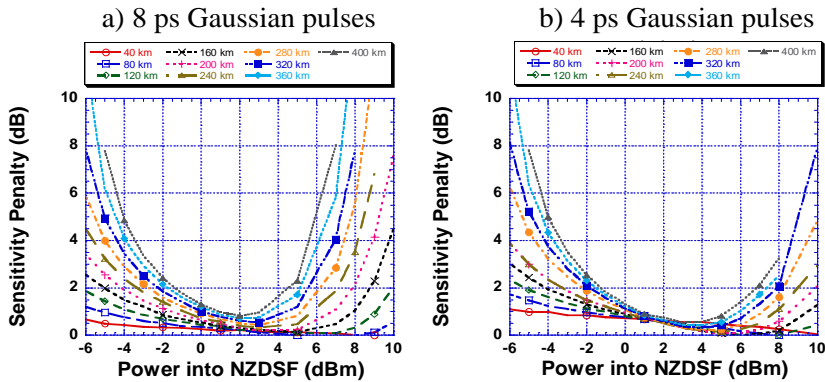 a) 8 ps Gaussian pulses
40 km 160 km 280 km 400 km
80 km 200 km 320 km
120 km 240 km 360 km
Sensitivity Penalty (dB)
10
8
6
4
2
0
-6 -4 -2 0 2 4 6 8 10
Power into NZDSF (dBm)
b) 4 ps Gaussian pulses
40 km 160 km 280 km 400 km
80 km 200 km 320 km
120 km 240 km 360 km
Sensitivity Penalty (dB)
10
8
6
4
2
0
-6 -4 -2 0 2 4 6 8 10
Power into NZDSF (dBm)